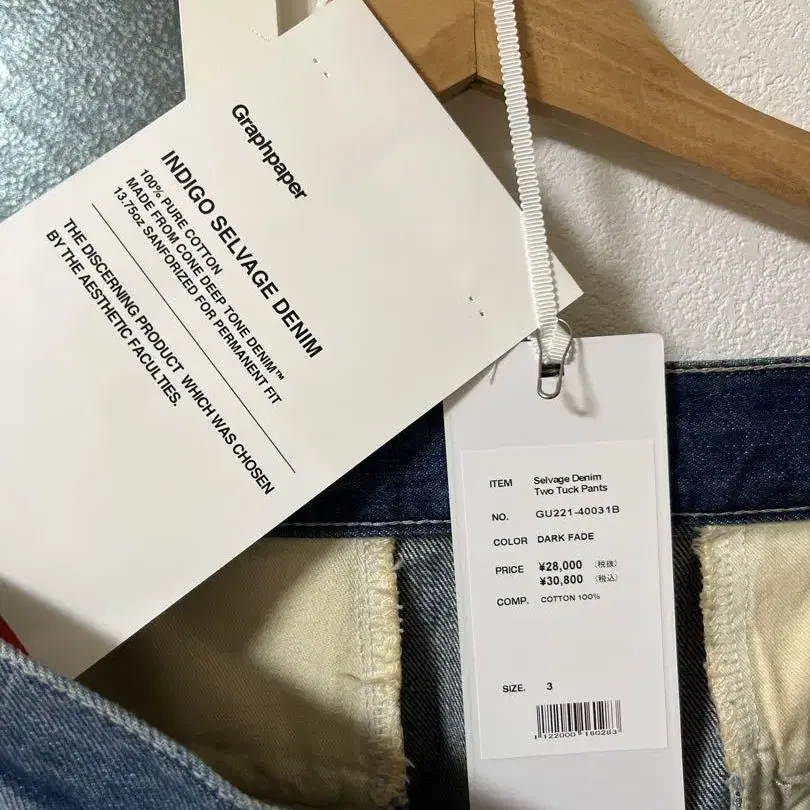 Graphpaper
INDIGO SELVAGE DENIM
100% PURE COTTON
MADE FROM CONE DEEP TONE DENIM™
13.75oz SANFORIZED FOR PERMANENT FIT
THE DISCERNING PRODUCT WHICH WAS CHOSEN
BY THE AESTHETIC FACULTIES.
ITEM Selvage Denim
Two Tuck Pants
NO. GU221-40031B
COLOR DARK FADE
PRICE ¥28,000 (税抜)
¥30,800 (税込)
COMP. COTTON 100%
SIZE. 3
1122000160283